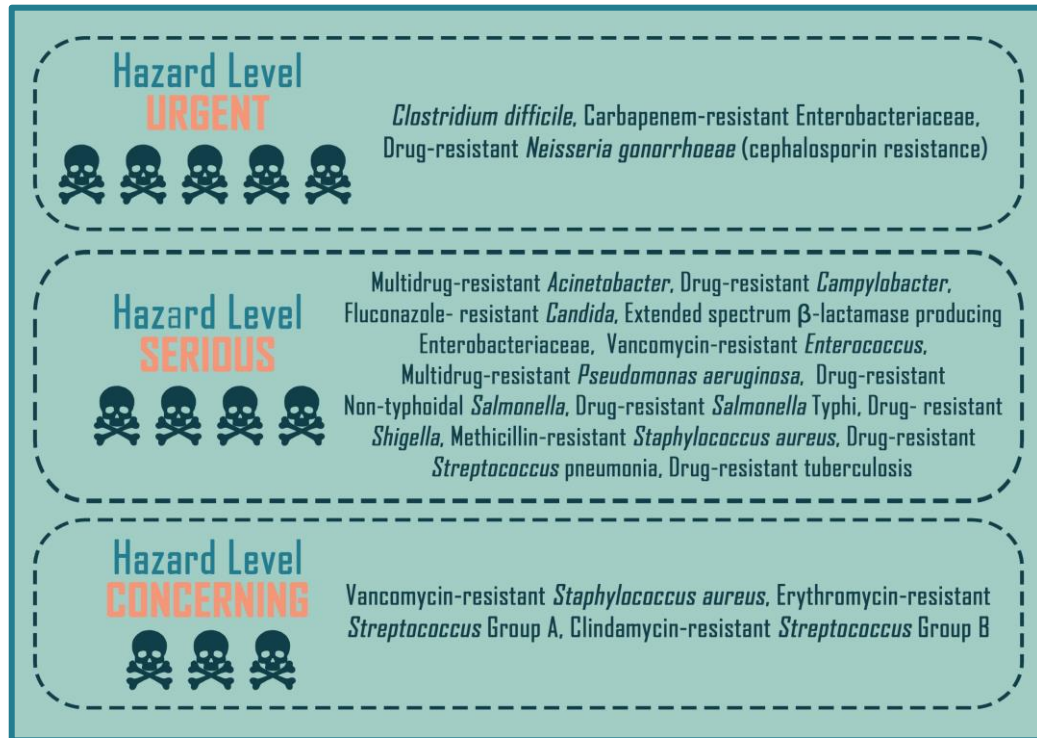 Hazard Level
URGENT
Clostridium difficile, Carbapenem-resistant Enterobacteriaceae,
Drug-resistant Neisseria gonorrhoeae (cephalosporin resistance)
Hazard Level
SERIOUS
Multidrug-resistant Acinetobacter, Drug-resistant Campylobacter,
Fluconazole- resistant Candida, Extended spectrum β-lactamase producing
Enterobacteriaceae, Vancomycin-resistant Enterococcus,
Multidrug-resistant Pseudomonas aeruginosa, Drug-resistant
Non-typhoidal Salmonella, Drug-resistant Salmonella Typhi, Drug- resistant
Shigella, Methicillin-resistant Staphylococcus aureus, Drug-resistant
Streptococcus pneumonia, Drug-resistant tuberculosis
Hazard Level
CONCERNING
Vancomycin-resistant Staphylococcus aureus, Erythromycin-resistant
Streptococcus Group A, Clindamycin-resistant Streptococcus Group B